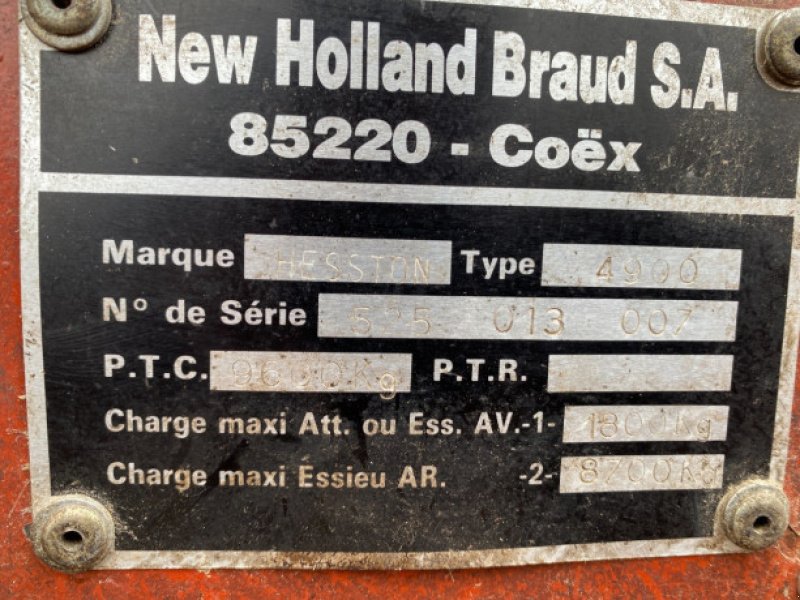 New Holland Braud S.A.
85220 - Coëx
Marque HESSTON Type 4900
N° de Série 525 013 007
P.T.C. 9600Kg P.T.R.
Charge maxi Att. ou Ess. AV.-1- 1800Kg
Charge maxi Essieu AR. -2- 8700Kg